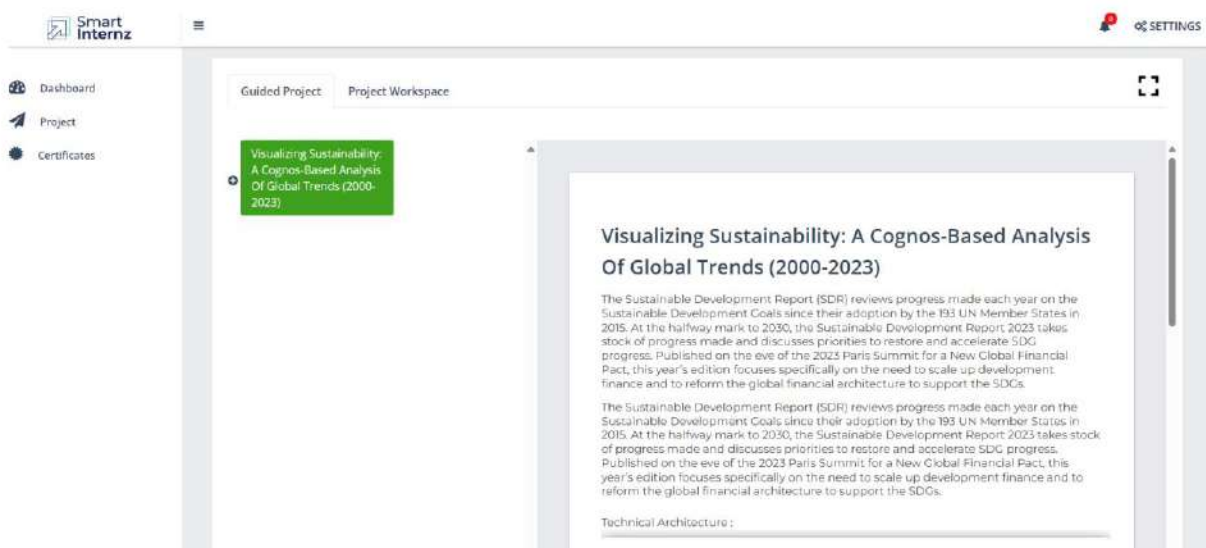 Smart
Internz
0
SETTINGS
Dashboard
Project
Certificates
Guided Project
Project Workspace
Visualizing Sustainability:
A Cognos-Based Analysis
Of Global Trends (2000-
2023)
Visualizing Sustainability: A Cognos-Based Analysis
Of Global Trends (2000-2023)
The Sustainable Development Report (SDR) reviews progress made each year on the
Sustainable Development Goals since their adoption by the 193 UN Member States in
2015. At the halfway mark to 2030, the Sustainable Development Report 2023 takes
stock of progress made and discusses priorities to restore and accelerate SDG
progress. Published on the eve of the 2023 Paris Summit for a New Global Financial
Pact, this year's edition focuses specifically on the need to scale up development
finance and to reform the global financial architecture to support the SDGs.
The Sustainable Development Report (SDR) reviews progress made each year on the
Sustainable Development Goals since their adoption by the 193 UN Member States in
2015. At the halfway mark to 2030, the Sustainable Development Report 2023 takes stock
of progress made and discusses priorities to restore and accelerate SDG progress.
Published on the eve of the 2023 Paris Summit for a New Global Financial Pact, this
year's edition focuses specifically on the need to scale up development finance and to
reform the global financial architecture to support the SDGs.
Technical Architecture :